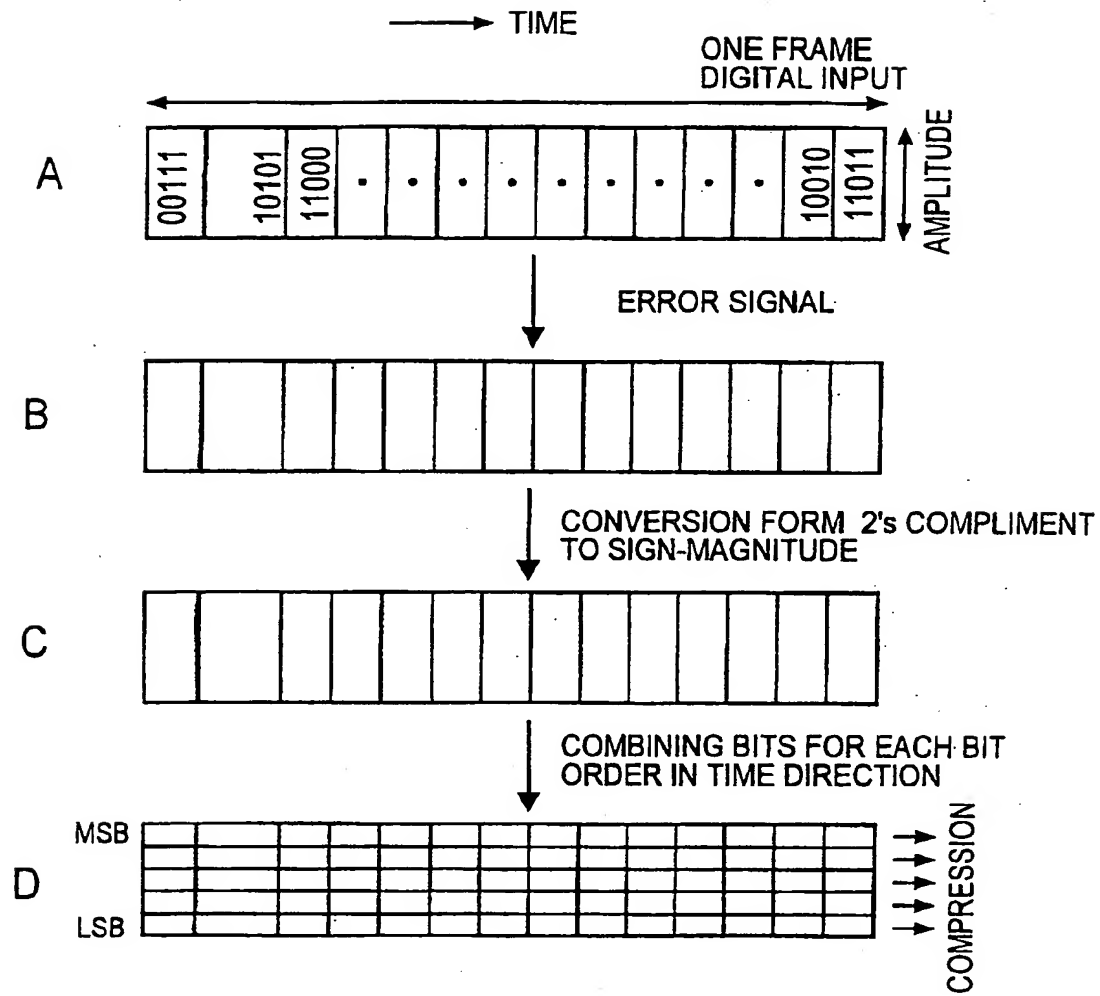 TIME
ONE FRAME
DIGITAL INPUT
A
00111
10101
11000
. . . . . . . . .
10010
11011
AMPLITUDE
ERROR SIGNAL
B
CONVERSION FORM 2's COMPLIMENT
TO SIGN-MAGNITUDE
C
COMBINING BITS FOR EACH BIT
ORDER IN TIME DIRECTION
MSB
D
LSB
COMPRESSION